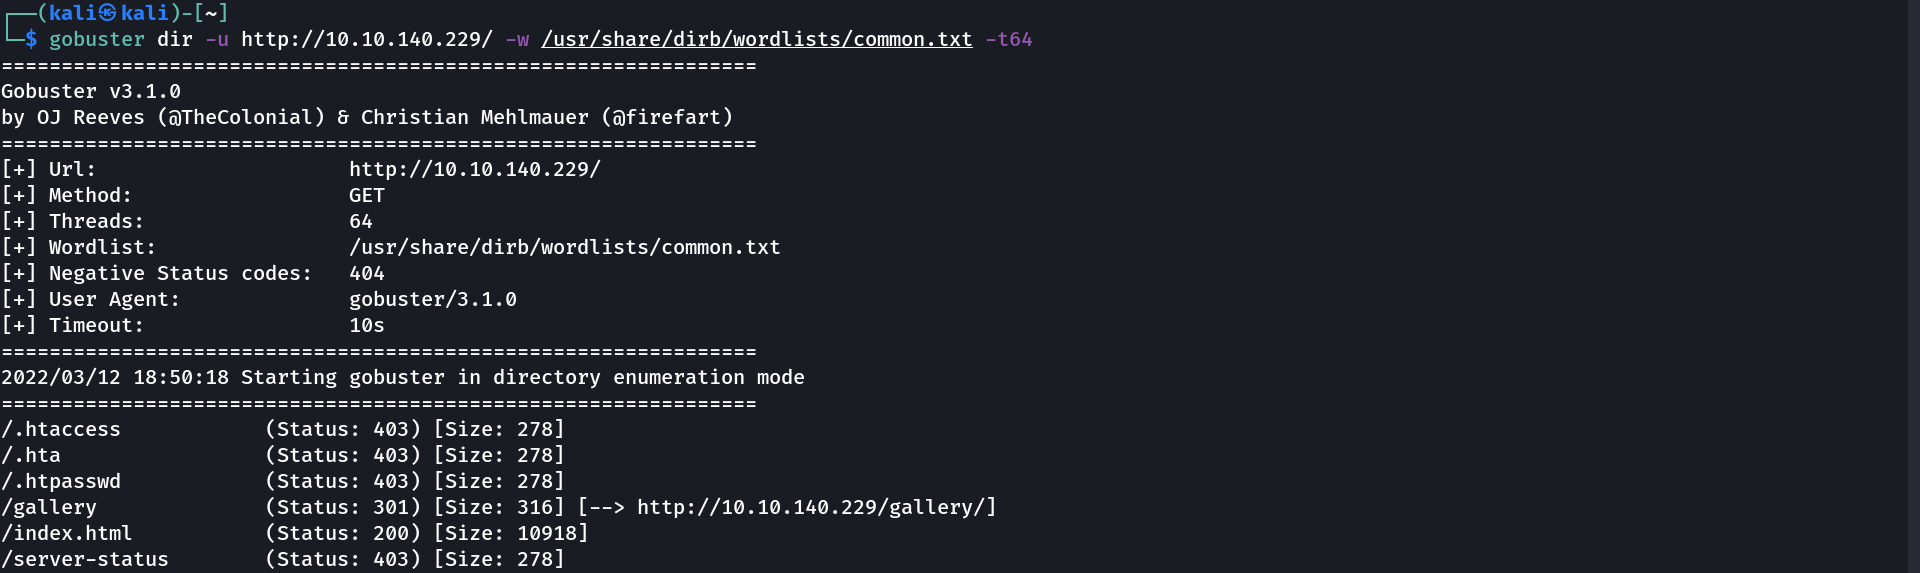 ┌──(kali㉿kali)-[~]
└─$ gobuster dir -u http://10.10.140.229/ -w /usr/share/dirb/wordlists/common.txt -t64
===============================================================
Gobuster v3.1.0
by OJ Reeves (@TheColonial) & Christian Mehlmauer (@firefart)
===============================================================
[+] Url:                     http://10.10.140.229/
[+] Method:                  GET
[+] Threads:                 64
[+] Wordlist:                /usr/share/dirb/wordlists/common.txt
[+] Negative Status codes:   404
[+] User Agent:              gobuster/3.1.0
[+] Timeout:                 10s
===============================================================
2022/03/12 18:50:18 Starting gobuster in directory enumeration mode
===============================================================
/.htaccess            (Status: 403) [Size: 278]
/.hta                 (Status: 403) [Size: 278]
/.htpasswd            (Status: 403) [Size: 278]
/gallery              (Status: 301) [Size: 316] [--> http://10.10.140.229/gallery/]
/index.html           (Status: 200) [Size: 10918]
/server-status        (Status: 403) [Size: 278]